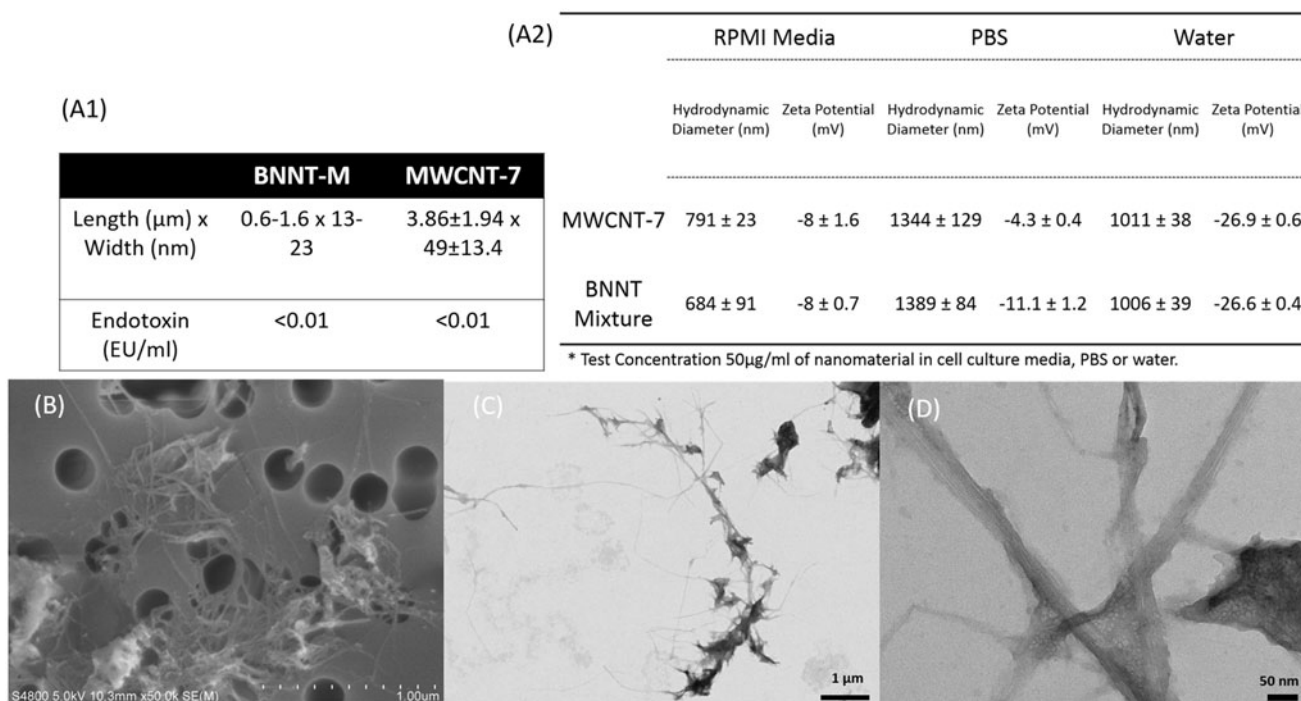 (A1)
BNNT-M MWCNT-7
Length (µm) x 0.6-1.6 x 13- 3.86±1.94 x
Width (nm) 23 49±13.4
Endotoxin <0.01 <0.01
(EU/ml)
(A2)
RPMI Media PBS Water
Hydrodynamic Zeta Potential Hydrodynamic Zeta Potential Hydrodynamic Zeta Potential
Diameter (nm) (mV) Diameter (nm) (mV) Diameter (nm) (mV)
MWCNT-7 791 ± 23 -8 ± 1.6 1344 ± 129 -4.3 ± 0.4 1011 ± 38 -26.9 ± 0.6
BNNT
Mixture 684 ± 91 -8 ± 0.7 1389 ± 84 -11.1 ± 1.2 1006 ± 39 -26.6 ± 0.4
* Test Concentration 50µg/ml of nanomaterial in cell culture media, PBS or water.
(B)
S4800 5.0kV 10.3mm x50.0k SE(M) 1.00um
(C)
1 µm
(D)
50 nm